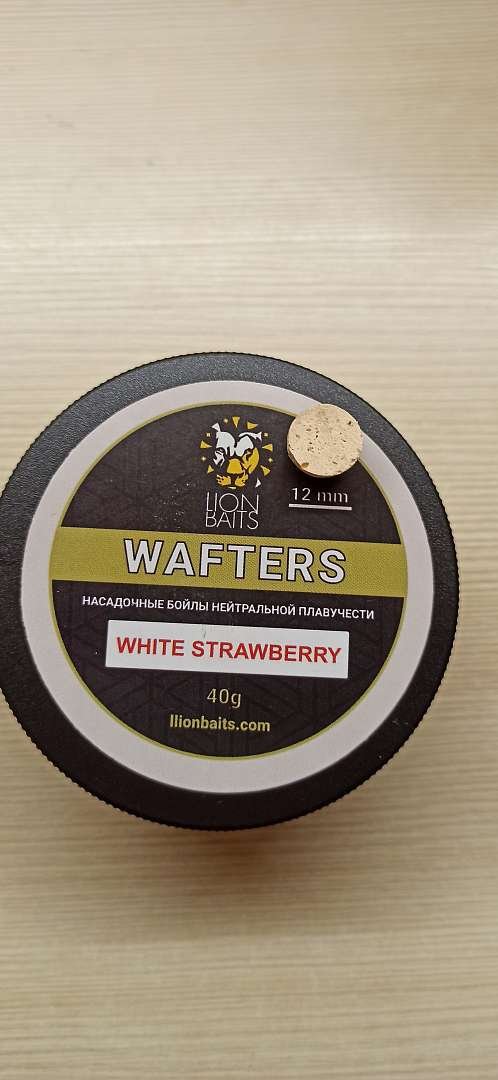 LION
BAITS
12 mm
WAFTERS
НАСАДОЧНЫЕ БОЙЛЫ НЕЙТРАЛЬНОЙ ПЛАВУЧЕСТИ
WHITE STRAWBERRY
40g
llionbaits.com